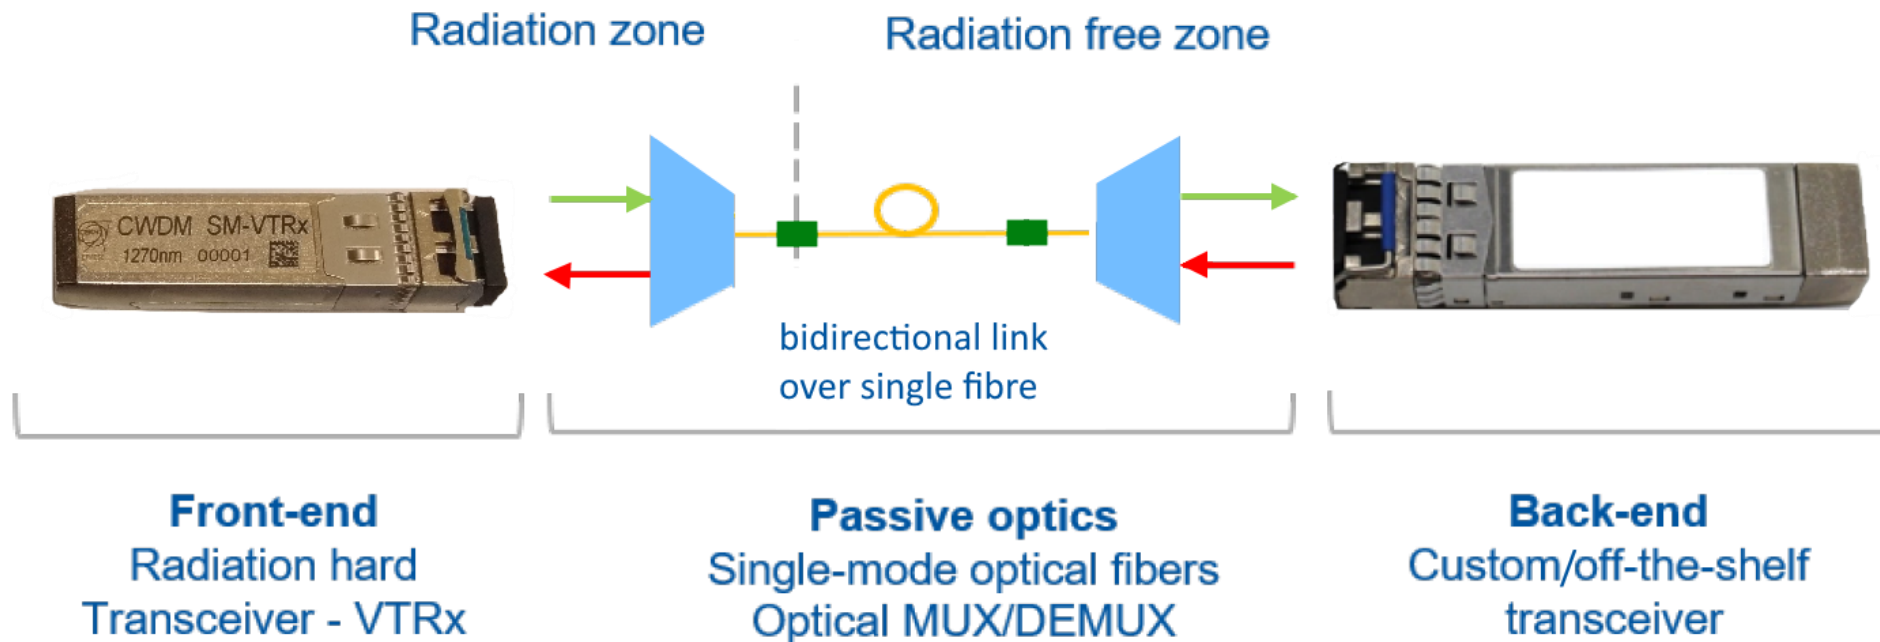 Radiation zone
Radiation free zone
CWDM SM-VTRx
1270nm 00001
bidirectional link
over single fibre
Front-end
Radiation hard
Transceiver - VTRx
Passive optics
Single-mode optical fibers
Optical MUX/DEMUX
Back-end
Custom/off-the-shelf
transceiver